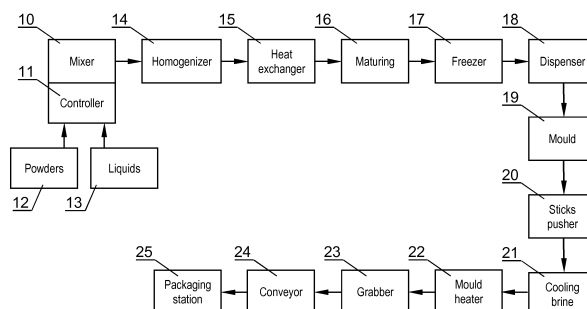 10
Mixer
11
Controller
14
Homogenizer
15
Heat
exchanger
16
Maturing
17
Freezer
18
Dispenser
19
Mould
Powders
12
Liquids
13
20
Sticks
pusher
21
Cooling
brine
22
Mould
heater
23
Grabber
24
Conveyor
25
Packaging
station